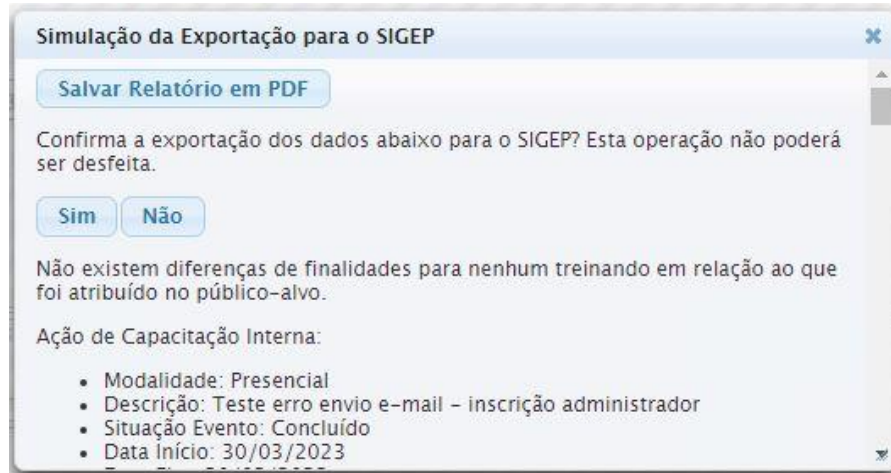 Simulação da Exportação para o SIGEP
Salvar Relatório em PDF
Confirma a exportação dos dados abaixo para o SIGEP? Esta operação não poderá
ser desfeita.
Sim Não
Não existem diferenças de finalidades para nenhum treinando em relação ao que
foi atribuído no público-alvo.
Ação de Capacitação Interna:
• Modalidade: Presencial
• Descrição: Teste erro envio e-mail - inscrição administrador
• Situação Evento: Concluído
• Data Início: 30/03/2023